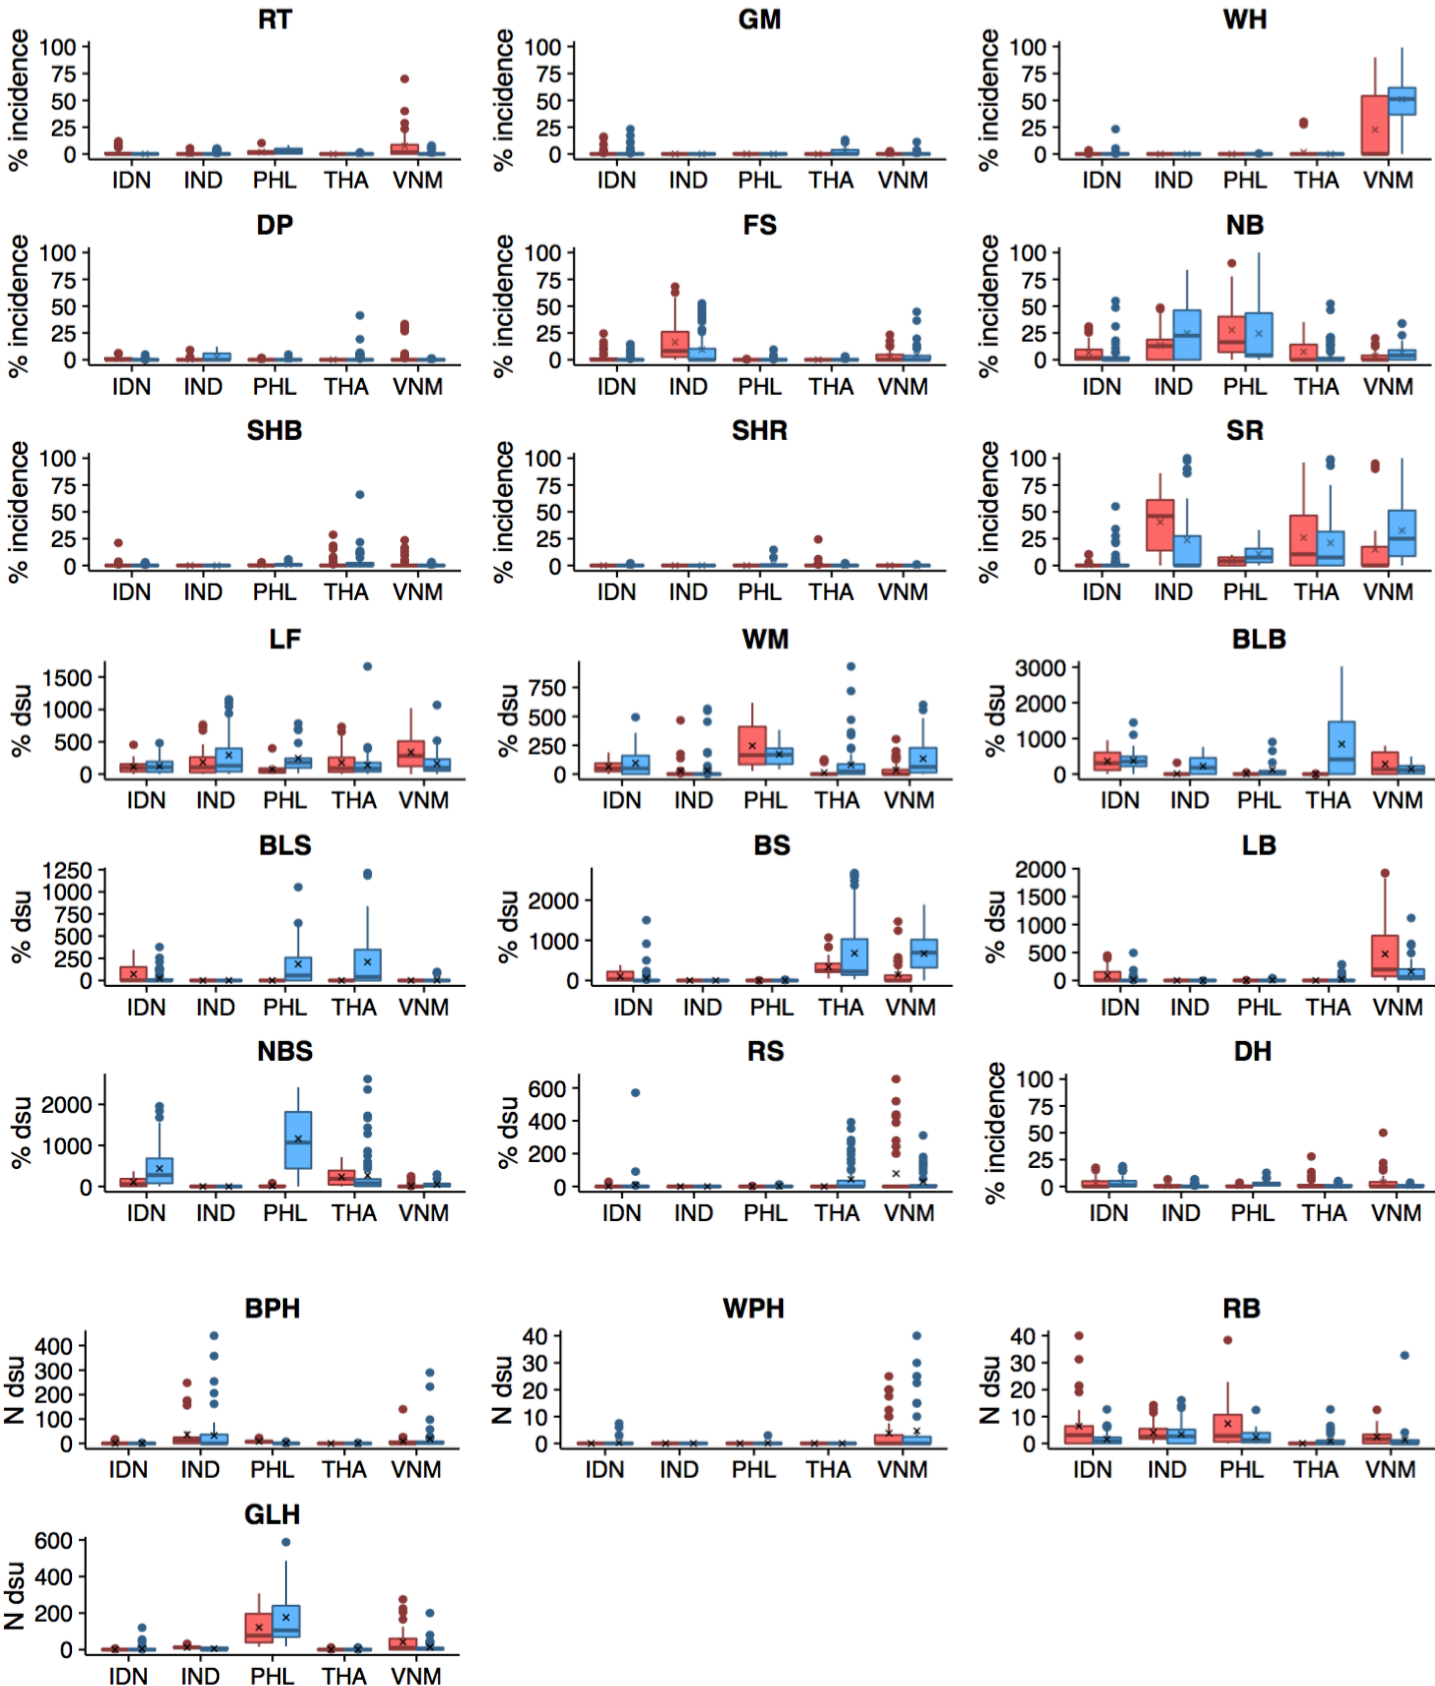 RT GM WH
% incidence 100 75 50 25 0 % incidence 100 75 50 25 0 % incidence 100 75 50 25 0
IDN IND PHL THA VNM IDN IND PHL THA VNM IDN IND PHL THA VNM
DP FS NB
% incidence 100 75 50 25 0 % incidence 100 75 50 25 0 % incidence 100 75 50 25 0
IDN IND PHL THA VNM IDN IND PHL THA VNM IDN IND PHL THA VNM
SHB SHR SR
% incidence 100 75 50 25 0 % incidence 100 75 50 25 0 % incidence 100 75 50 25 0
IDN IND PHL THA VNM IDN IND PHL THA VNM IDN IND PHL THA VNM
LF WM BLB
% dsu 1500 1000 500 0 % dsu 750 500 250 0 % dsu 3000 2000 1000 0
IDN IND PHL THA VNM IDN IND PHL THA VNM IDN IND PHL THA VNM
BLS BS LB
% dsu 1250 1000 750 500 250 0 % dsu 2000 1000 0 % dsu 2000 1500 1000 500 0
IDN IND PHL THA VNM IDN IND PHL THA VNM IDN IND PHL THA VNM
NBS RS DH
% dsu 2000 1000 0 % dsu 600 400 200 0 % incidence 100 75 50 25 0
IDN IND PHL THA VNM IDN IND PHL THA VNM IDN IND PHL THA VNM
BPH WPH RB
N dsu 400 300 200 100 0 N dsu 40 30 20 10 0 N dsu 40 30 20 10 0
IDN IND PHL THA VNM IDN IND PHL THA VNM IDN IND PHL THA VNM
GLH
N dsu 600 400 200 0
IDN IND PHL THA VNM